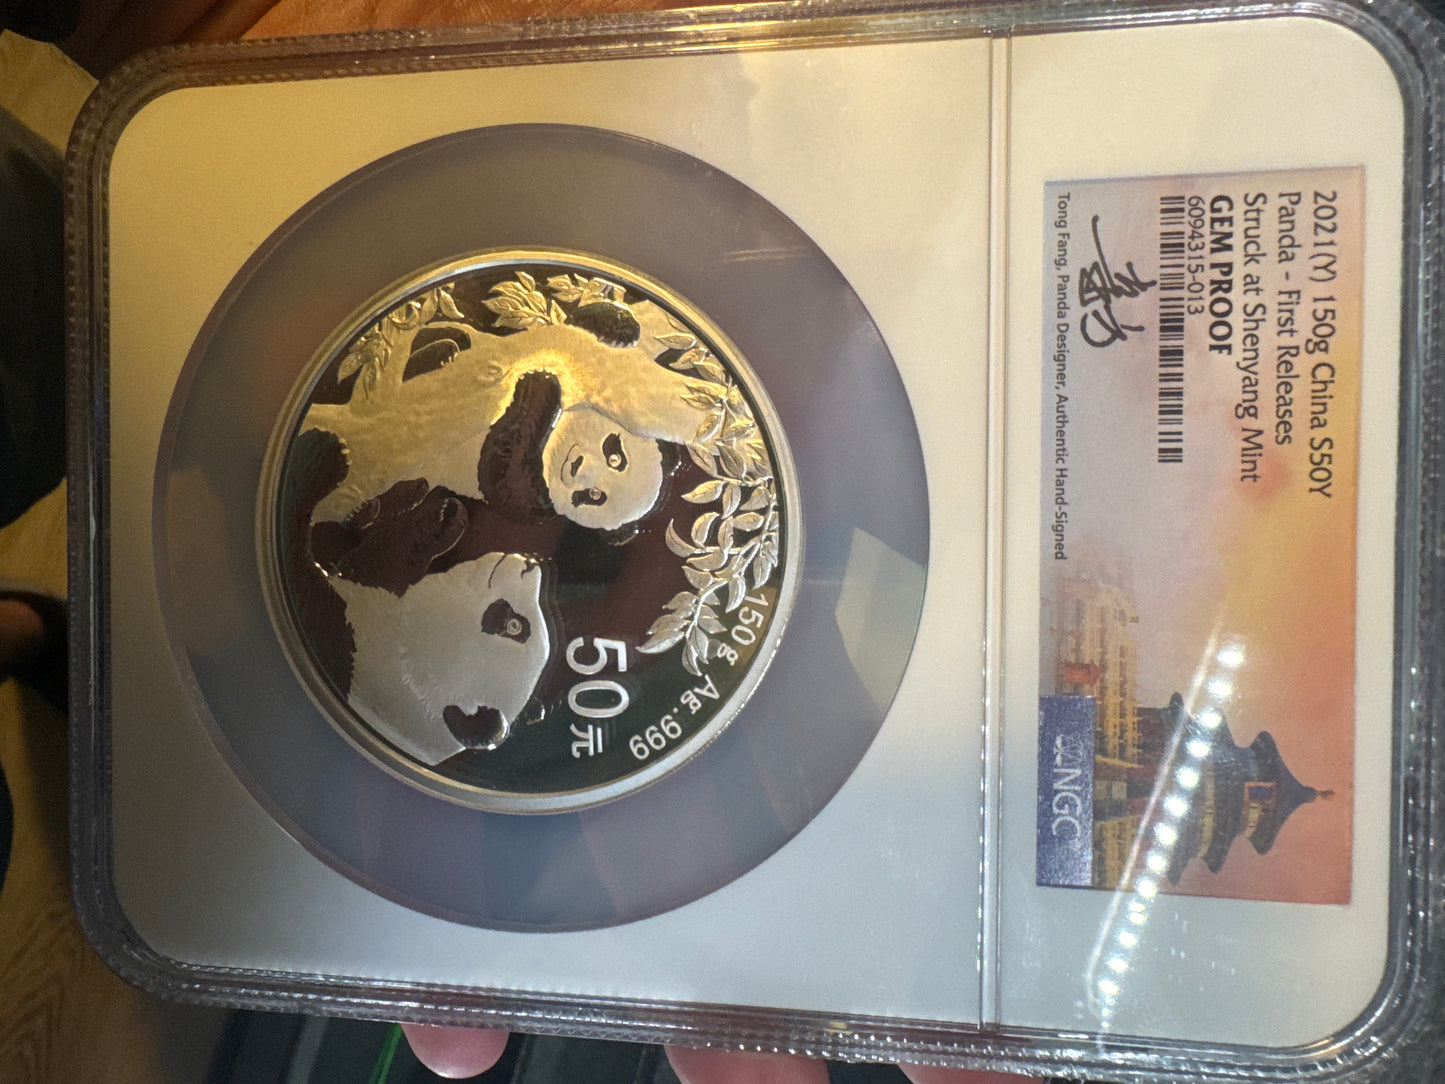 2021(Y) 150g China S50Y
Panda - First Releases
Struck at Shenyang Mint
GEM PROOF
6094315-013
Tong Fang, Panda Designer, Authentic Hand-Signed
NGC
150g Ag.999
50元